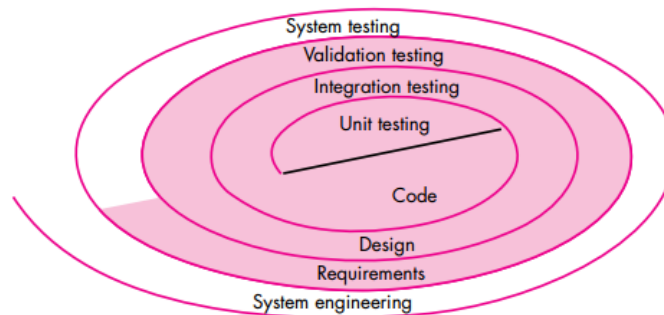 System testing
Validation testing
Integration testing
Unit testing
Code
Design
Requirements
System engineering